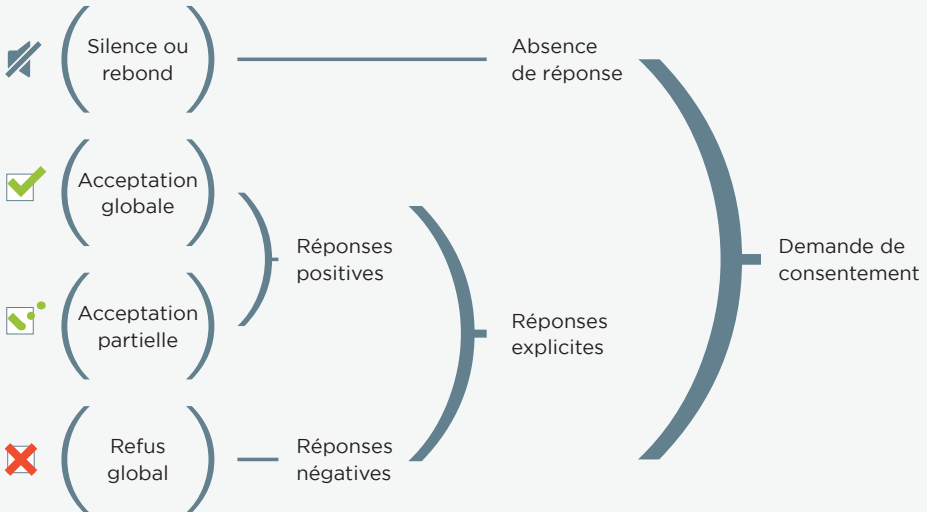 Silence ou
rebond
Absence
de réponse
Acceptation
globale
Réponses
positives
Acceptation
partielle
Réponses
explicites
Demande de
consentement
Refus
global
Réponses
négatives